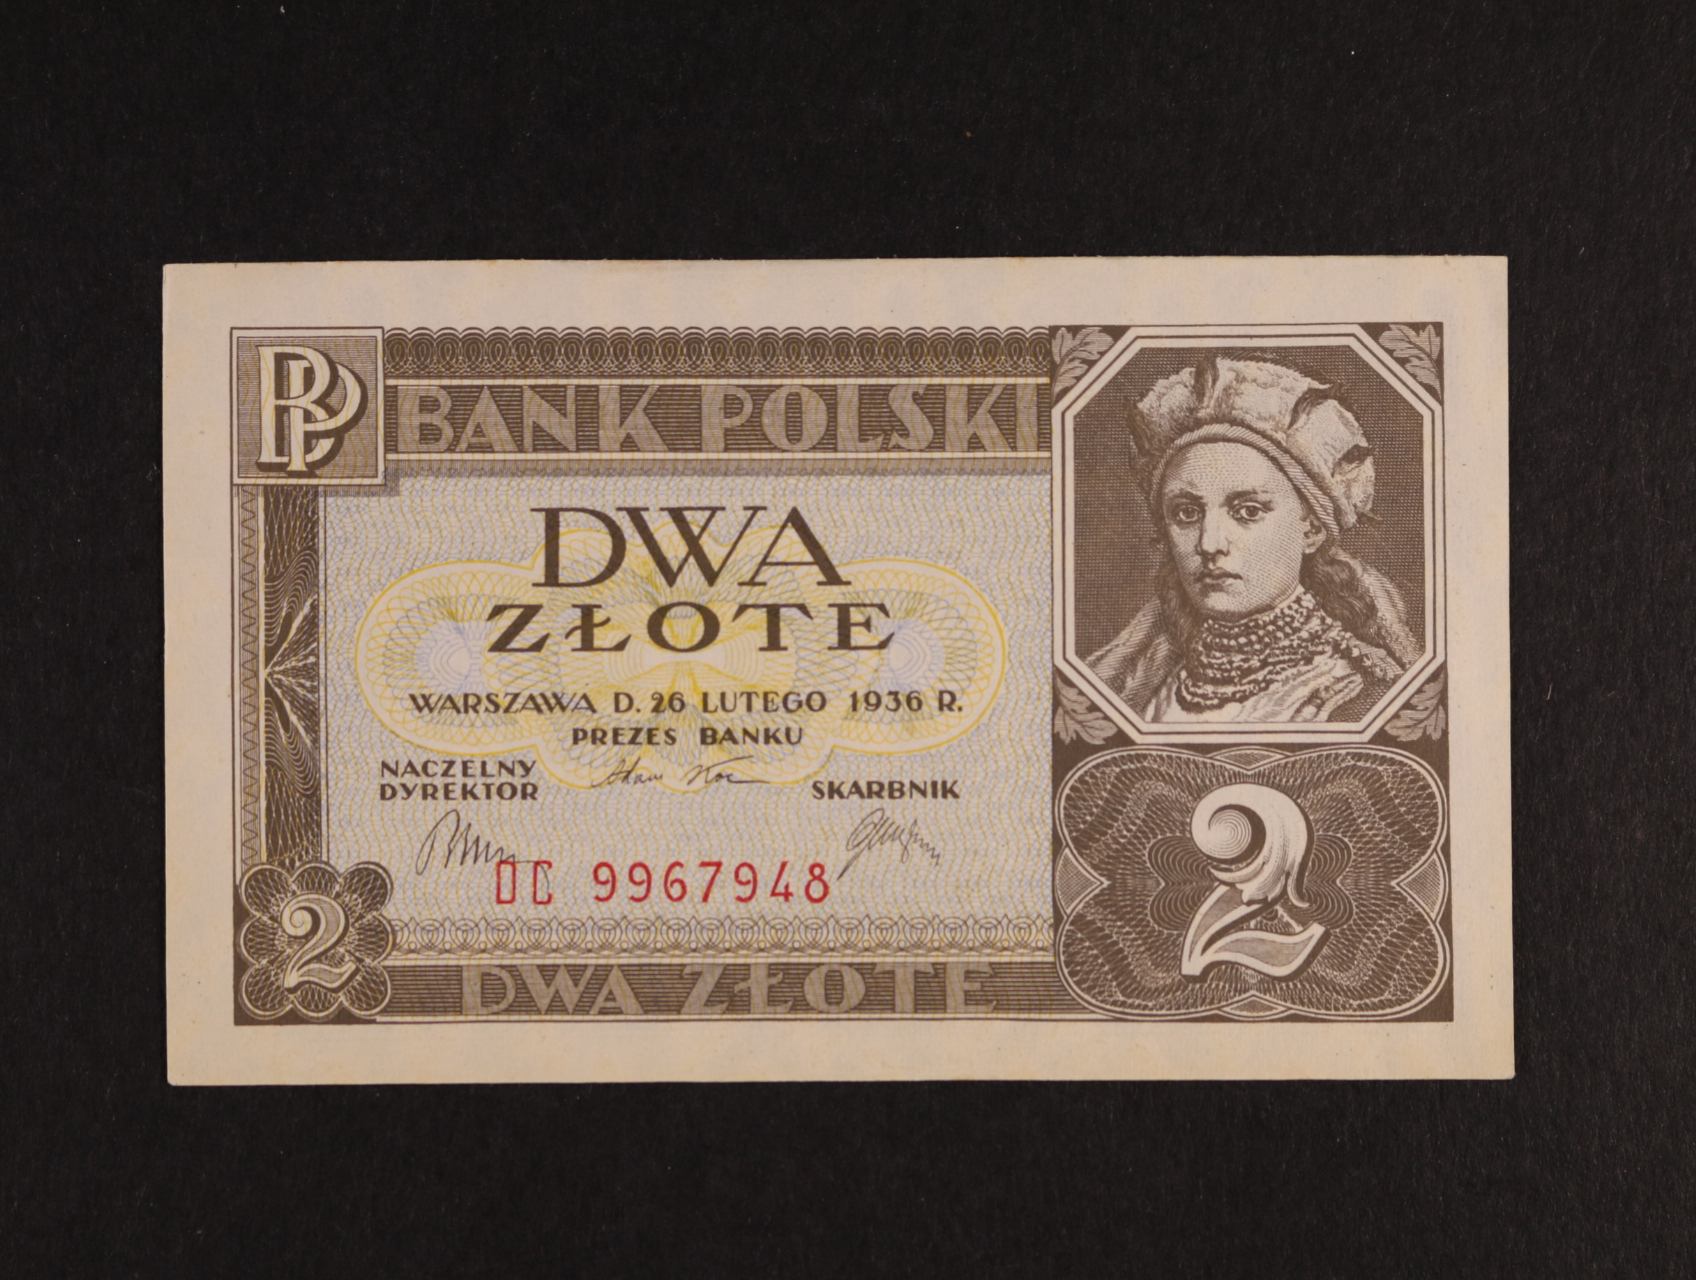 BP
BANK POLSKI
DWA
ZŁOTE
WARSZAWA D. 26 LUTEGO 1936 R.
PREZES BANKU
NACZELNY
DYREKTOR
SKARBNIK
9967948
2
2
DWA ZŁOTE